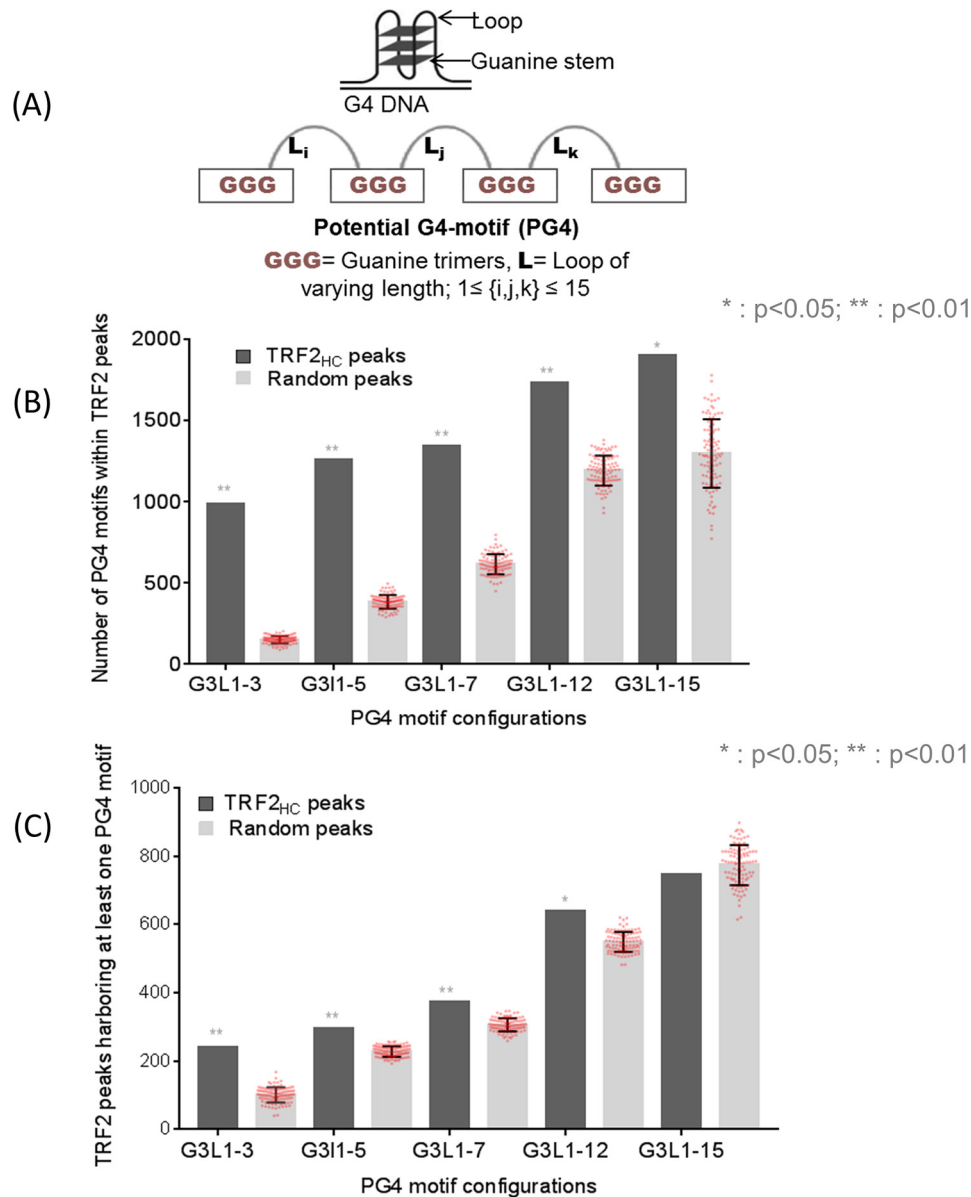 (A)
Loop
Guanine stem
G4 DNA
Li Lj Lk
GGG GGG GGG GGG
Potential G4-motif (PG4)
GGG= Guanine trimers, L= Loop of
varying length; 1≤ {i,j,k} ≤ 15
* : p<0.05; ** : p<0.01
(B)
Number of PG4 motifs within TRF2 peaks
2000
1500
1000
500
0
TRF2HC peaks
Random peaks
** ** ** ** *
G3L1-3 G3l1-5 G3L1-7 G3L1-12 G3L1-15
PG4 motif configurations
* : p<0.05; ** : p<0.01
(C)
TRF2 peaks harboring at least one PG4 motif
1000
800
600
400
200
0
TRF2HC peaks
Random peaks
** ** ** *
G3L1-3 G3l1-5 G3L1-7 G3L1-12 G3L1-15
PG4 motif configurations